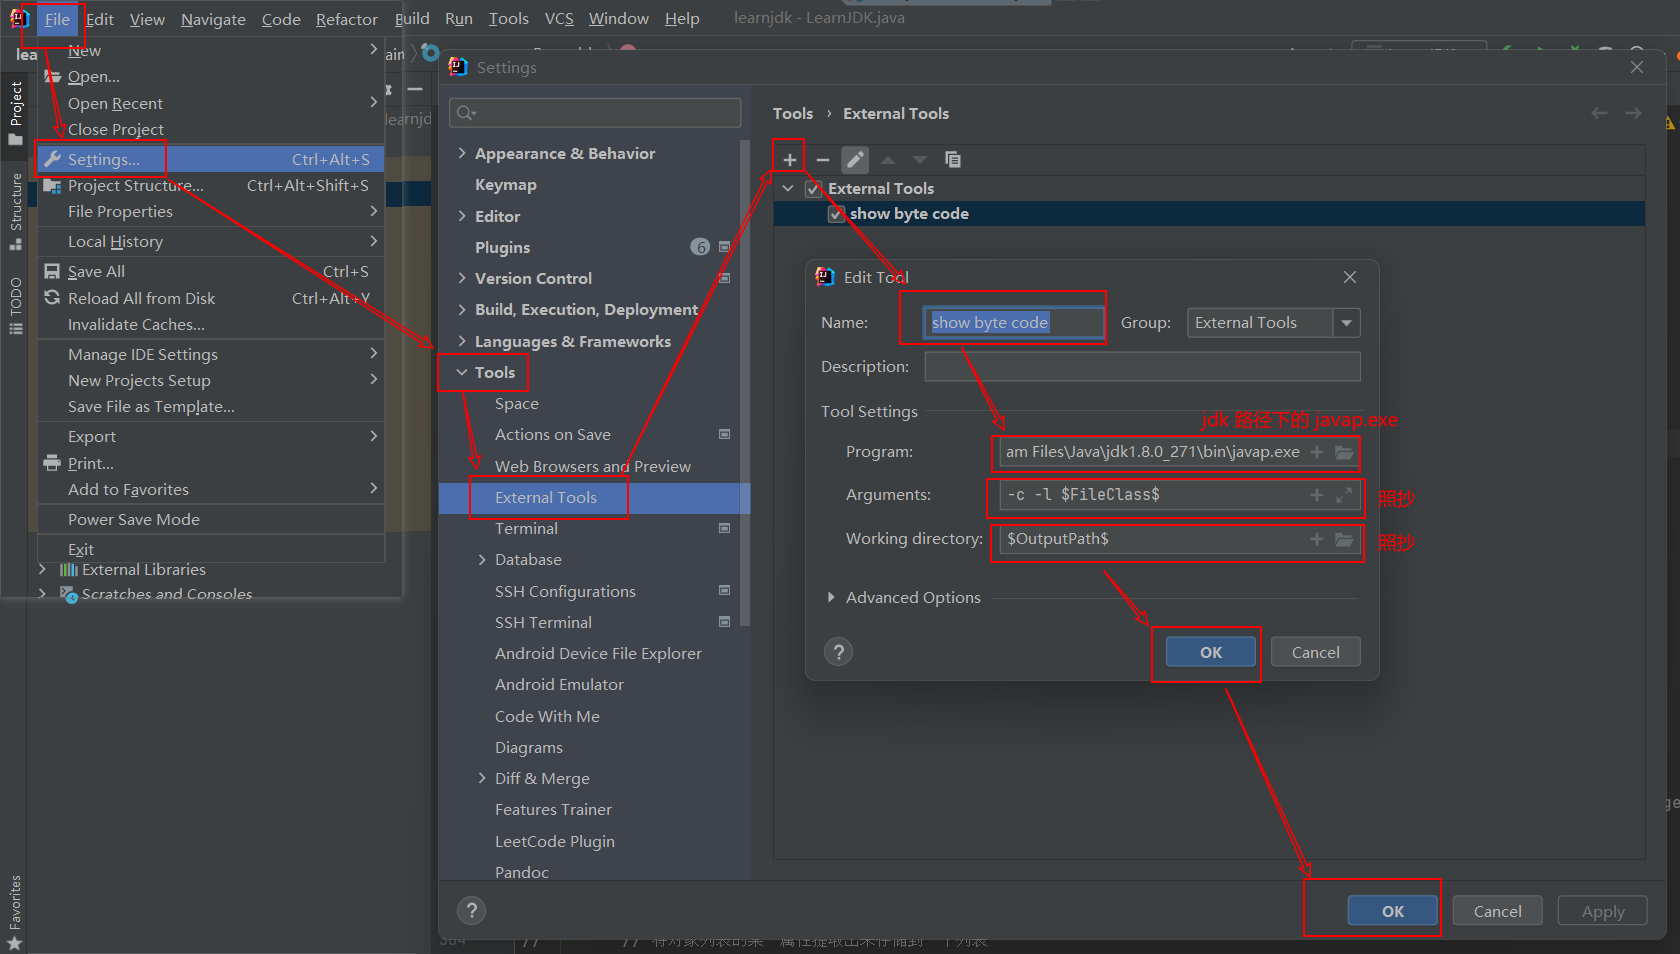 File Edit View Navigate Code Refactor Build Run Tools VCS Window Help learnjdk - LearnJDK.java
New
Open...
Open Recent
Close Project
Settings... Ctrl+Alt+S
Project Structure... Ctrl+Alt+Shift+S
File Properties
Local History
Save All Ctrl+S
Reload All from Disk Ctrl+Alt+Y
Invalidate Caches...
Manage IDE Settings
New Projects Setup
Save File as Template...
Export
Print...
Add to Favorites
Power Save Mode
Exit
External Libraries
Scratches and Consoles
Project
Structure
TODO
Favorites
Settings
Appearance & Behavior
Keymap
Editor
Plugins 6
Version Control
Build, Execution, Deployment
Languages & Frameworks
Tools
Space
Actions on Save
Web Browsers and Preview
External Tools
Terminal
Database
SSH Configurations
SSH Terminal
Android Device File Explorer
Android Emulator
Code With Me
Diagrams
Diff & Merge
Features Trainer
LeetCode Plugin
Pandoc
Tools › External Tools
External Tools
show byte code
Edit Tool
Name: show byte code Group: External Tools
Description:
Tool Settings
jdk 路径下的 javap.exe
Program: am Files\Java\jdk1.8.0_271\bin\javap.exe
Arguments: -c -l $FileClass$ 照抄
Working directory: $OutputPath$ 照抄
Advanced Options
? OK Cancel
? OK Cancel Apply